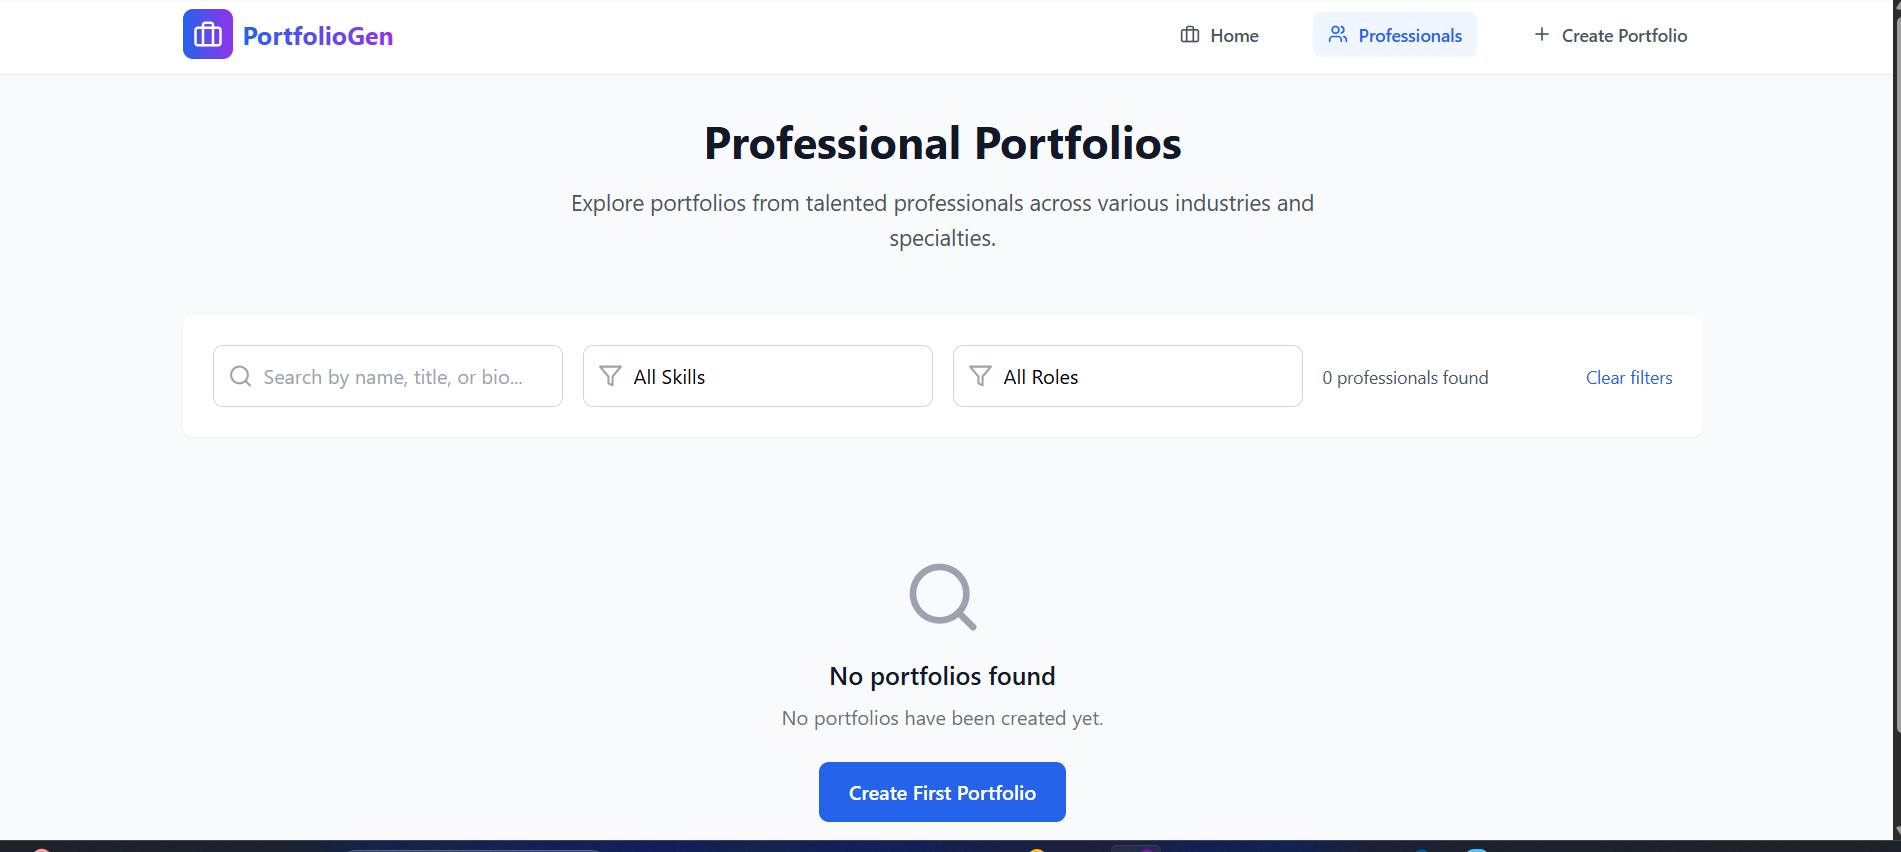 PortfolioGen
Home
Professionals
Create Portfolio
Professional Portfolios
Explore portfolios from talented professionals across various industries and
specialties.
Search by name, title, or bio...
All Skills
All Roles
0 professionals found
Clear filters
No portfolios found
No portfolios have been created yet.
Create First Portfolio